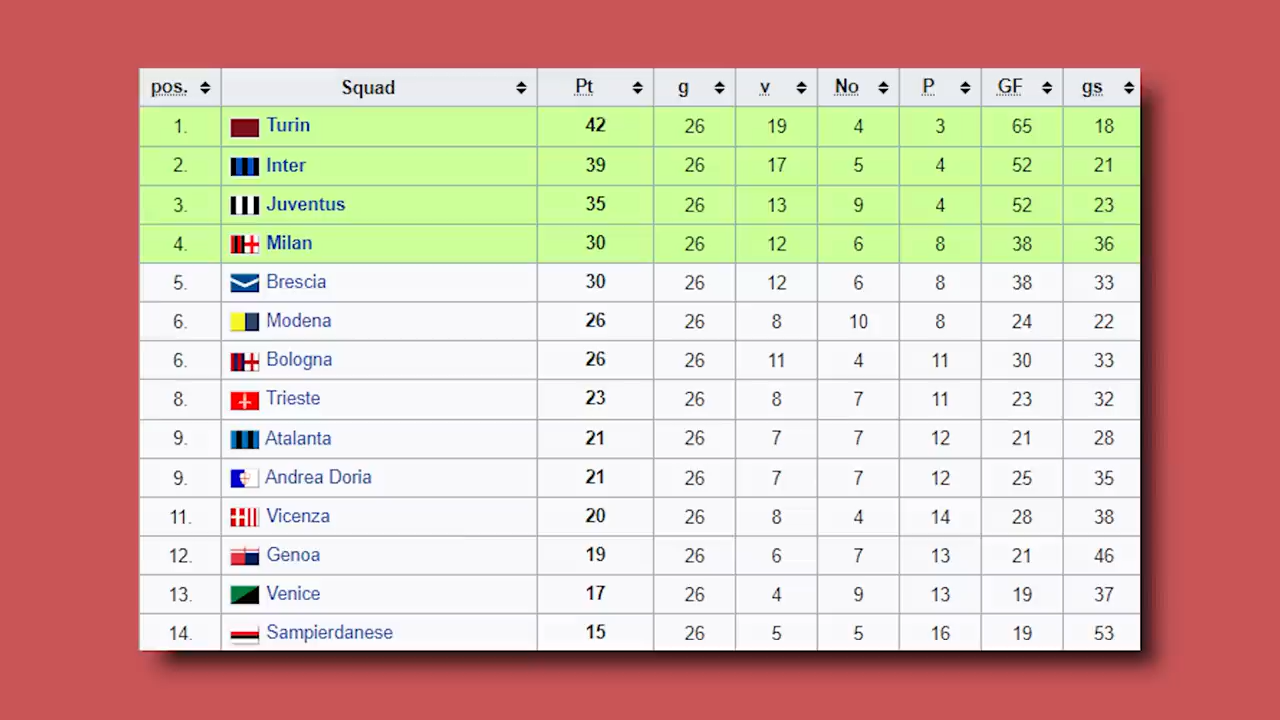 pos. Squad Pt g v No P GF gs
1. Turin 42 26 19 4 3 65 18
2. Inter 39 26 17 5 4 52 21
3. Juventus 35 26 13 9 4 52 23
4. Milan 30 26 12 6 8 38 36
5. Brescia 30 26 12 6 8 38 33
6. Modena 26 26 8 10 8 24 22
6. Bologna 26 26 11 4 11 30 33
8. Trieste 23 26 8 7 11 23 32
9. Atalanta 21 26 7 7 12 21 28
9. Andrea Doria 21 26 7 7 12 25 35
11. Vicenza 20 26 8 4 14 28 38
12. Genoa 19 26 6 7 13 21 46
13. Venice 17 26 4 9 13 19 37
14. Sampierdanese 15 26 5 5 16 19 53